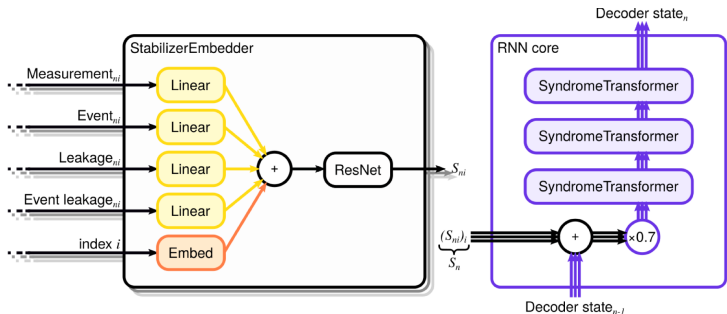 StabilizerEmbedder
Measurement_ni
Linear
Event_ni
Linear
Leakage_ni
Linear
+
ResNet
S_ni
Event leakage_ni
Linear
index i
Embed
Decoder state_n
RNN core
SyndromeTransformer
SyndromeTransformer
SyndromeTransformer
(S_ni)_i
S_n
+
×0.7
Decoder state_n-1